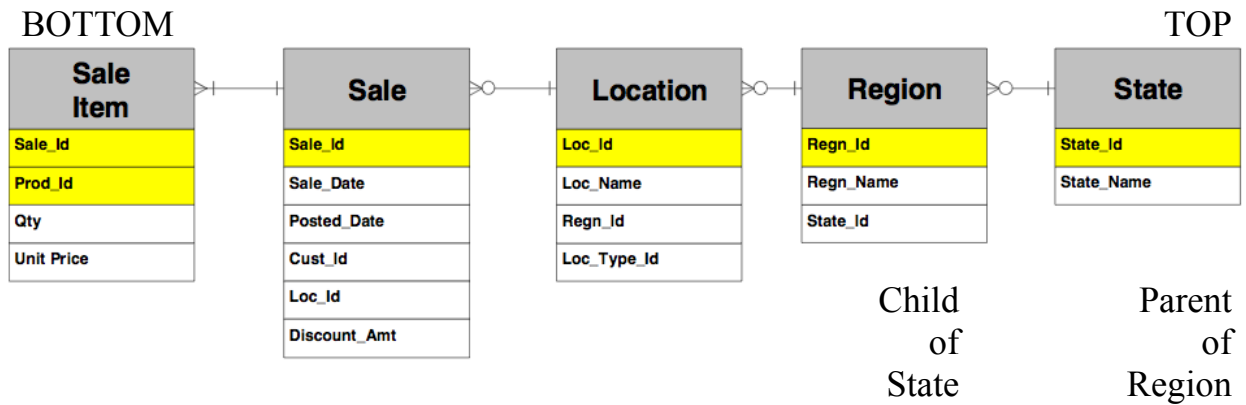 BOTTOM
TOP
Sale
Item
Sale_Id
Prod_Id
Qty
Unit Price
Sale
Sale_Id
Sale_Date
Posted_Date
Cust_Id
Loc_Id
Discount_Amt
Location
Loc_Id
Loc_Name
Regn_Id
Loc_Type_Id
Region
Regn_Id
Regn_Name
State_Id
State
State_Id
State_Name
Child
of
State
Parent
of
Region